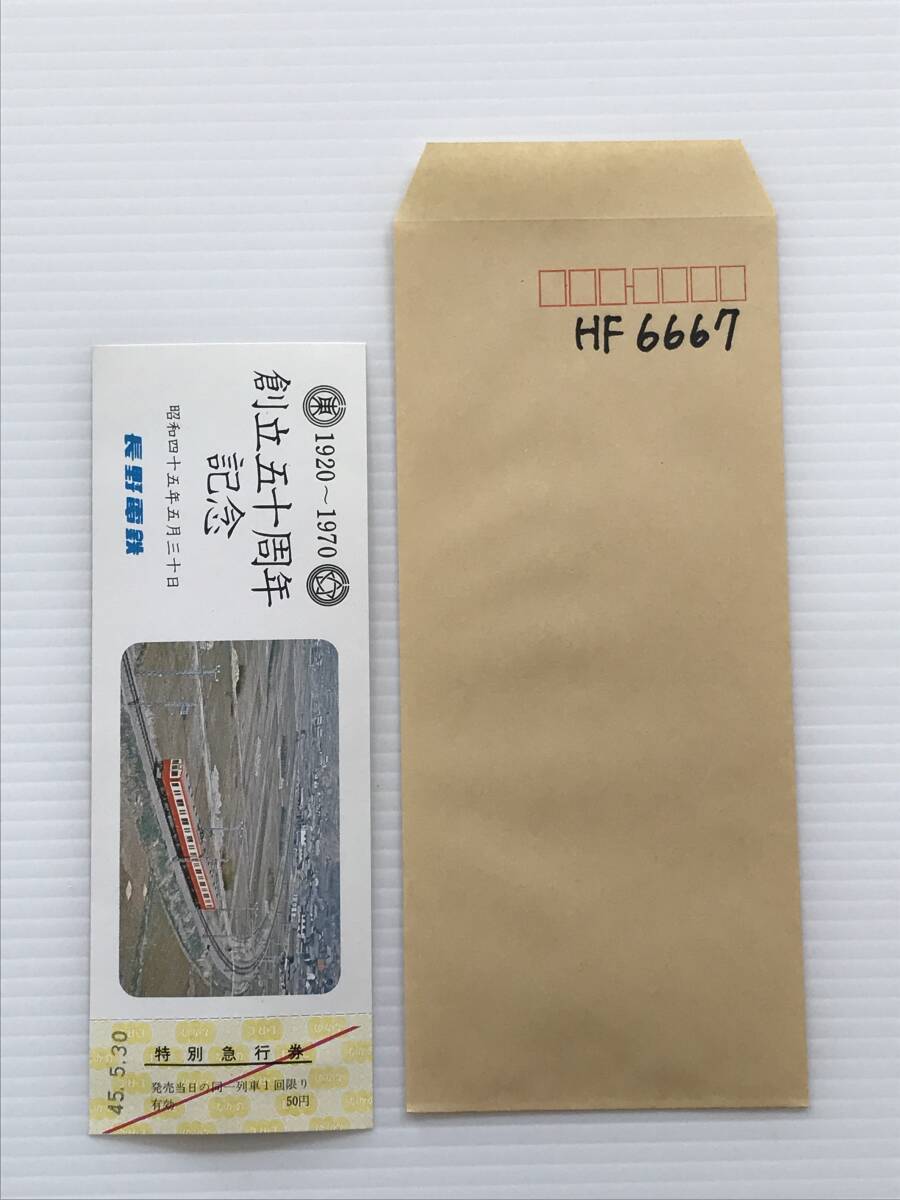 HF 6667
東 1920〜1970
創立五十周年
記念
昭和四十五年五月三十日
長野電鉄
45. 5. 30
特別急行券
発売当日の同一列車1回限り
有効 50円